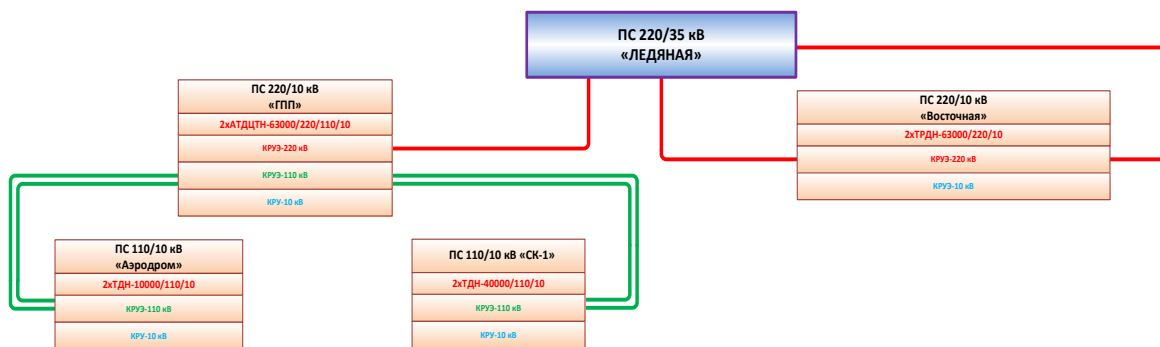 ПС 220/35 кВ
«ЛЕДЯНАЯ»
ПС 220/10 кВ
«ГПП»
2хАТДЦТН-63000/220/110/10
КРУЭ-220 кВ
КРУЭ-110 кВ
КРУ-10 кВ
ПС 220/10 кВ
«Восточная»
2хТРДН-63000/220/10
КРУЭ-220 кВ
КРУЭ-10 кВ
ПС 110/10 кВ
«Аэродром»
2хТДН-10000/110/10
КРУЭ-110 кВ
КРУ-10 кВ
ПС 110/10 кВ «СК-1»
2хТДН-40000/110/10
КРУЭ-110 кВ
КРУ-10 кВ